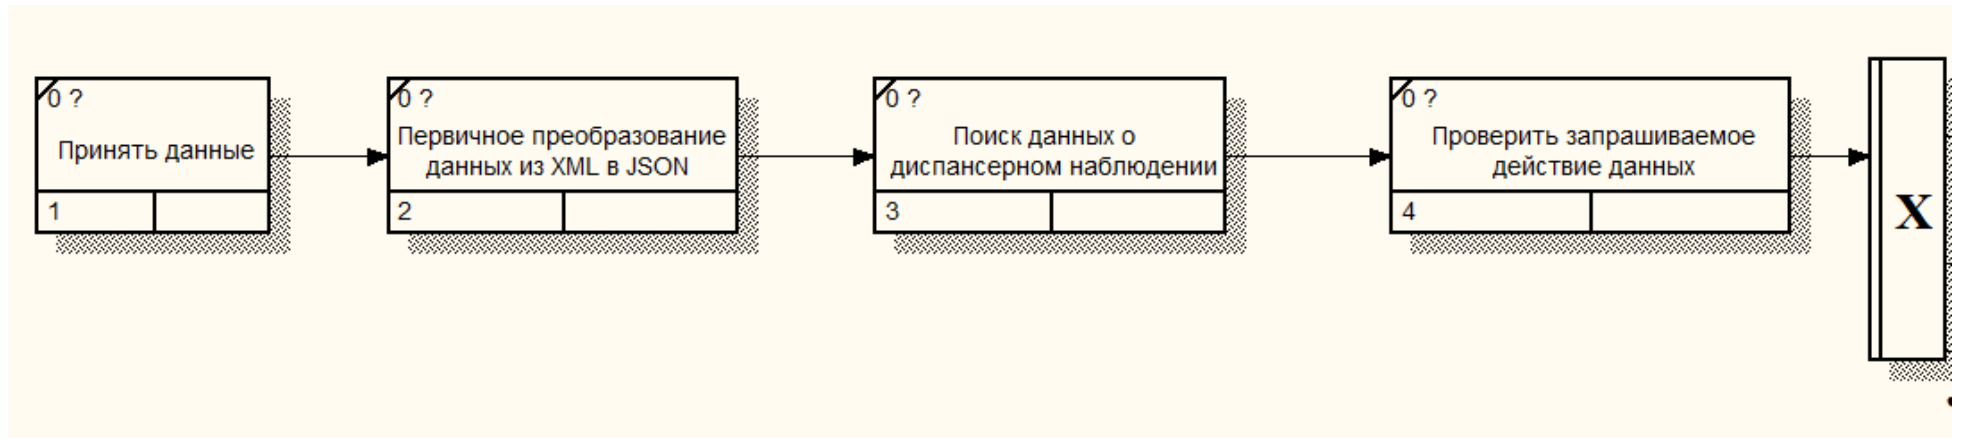 0 ?
Принять данные
1
0 ?
Первичное преобразование
данных из XML в JSON
2
0 ?
Поиск данных о
диспансерном наблюдении
3
0 ?
Проверить запрашиваемое
действие данных
4
X